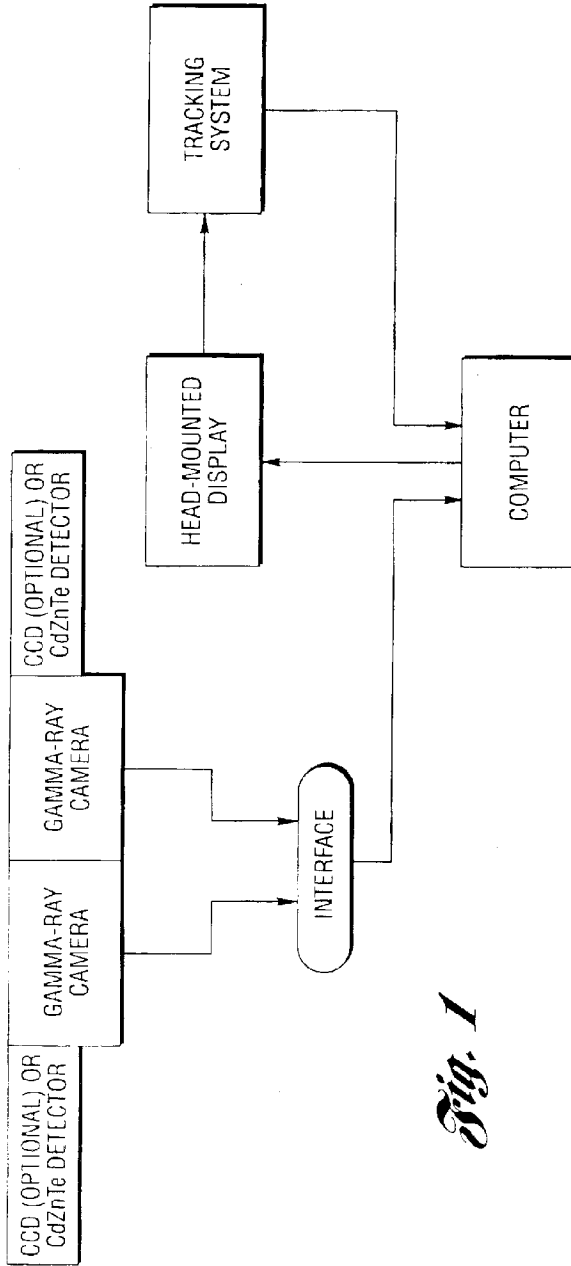 CCD (OPTIONAL) OR
CdZnTe DETECTOR
GAMMA-RAY
CAMERA
GAMMA-RAY
CAMERA
CCD (OPTIONAL) OR
CdZnTe DETECTOR
INTERFACE
HEAD-MOUNTED
DISPLAY
TRACKING
SYSTEM
COMPUTER
Fig. 1